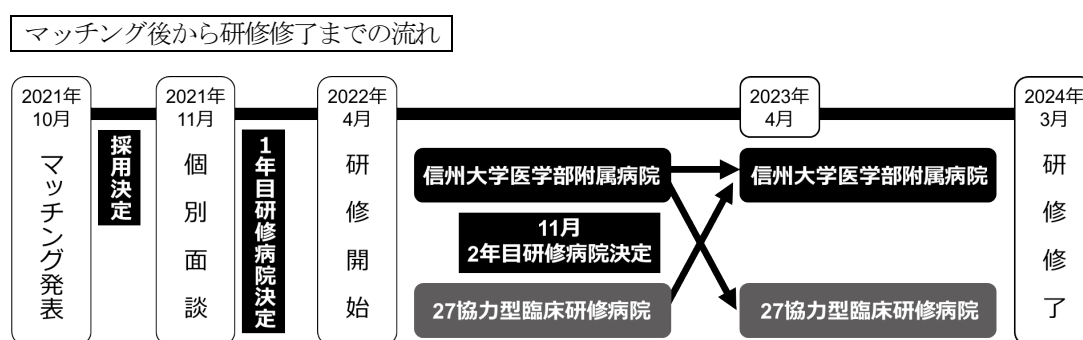 マッチング後から研修修了までの流れ
2021年
10月
マッチング発表
採用決定
2021年
11月
個別面談
1年目研修病院決定
2022年
4月
研修開始
信州大学医学部附属病院
11月
2年目研修病院決定
27協力型臨床研修病院
2023年
4月
信州大学医学部附属病院
27協力型臨床研修病院
2024年
3月
研修修了